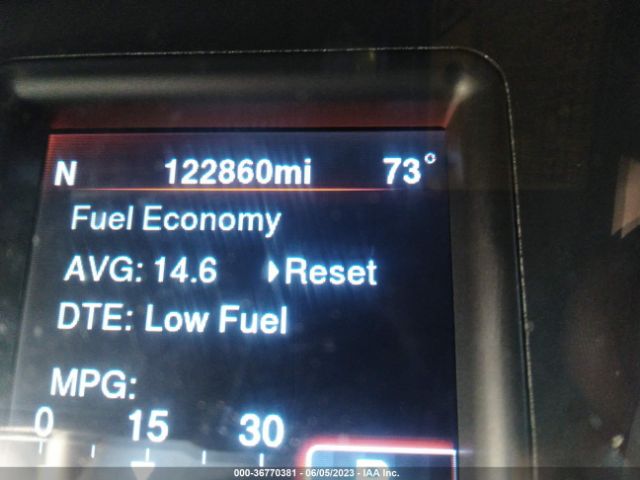 N 122860mi 73°
Fuel Economy
AVG: 14.6 Reset
DTE: Low Fuel
MPG:
0 15 30
000-36770381 - 06/05/2023 - IAA Inc.